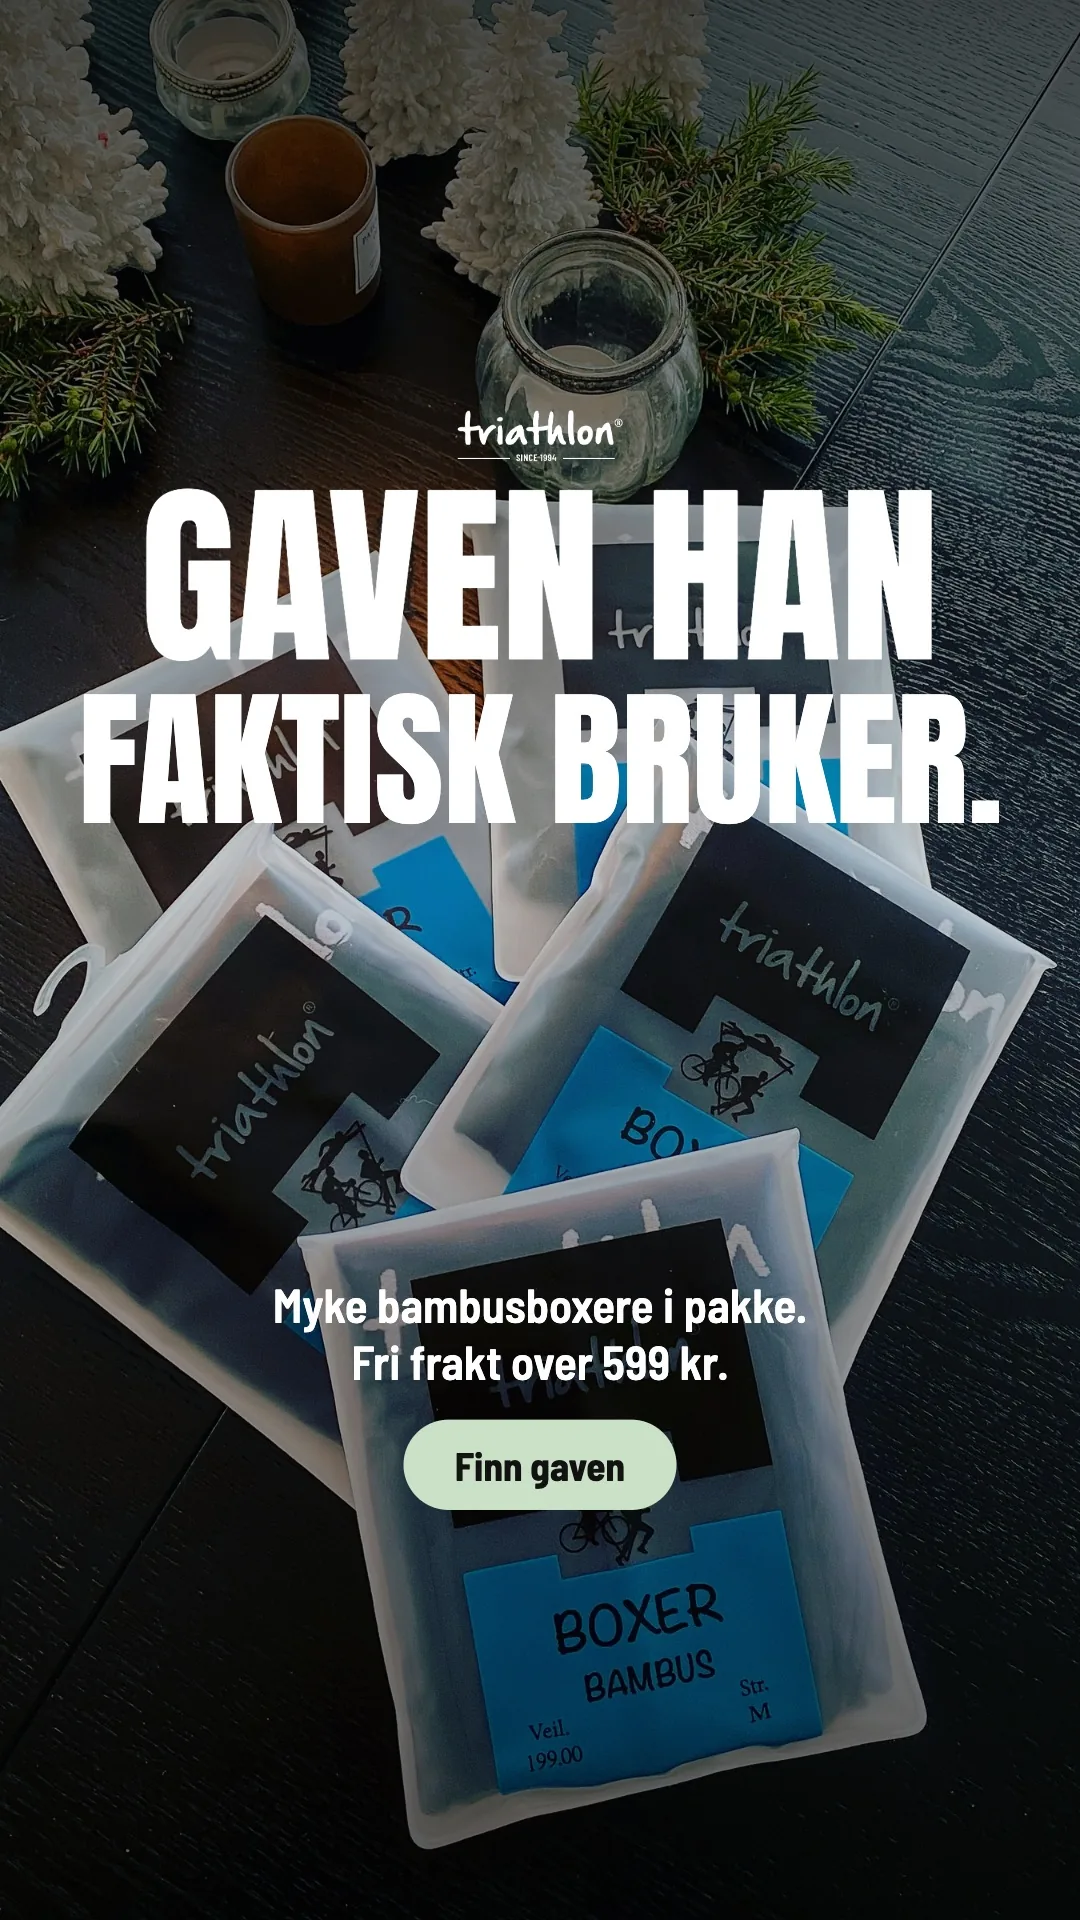 triathlon®
SINCE 1994
GAVEN HAN
FAKTISK BRUKER.
triathlon®
triathlon®
BOX
Myke bambusboxere i pakke.
Fri frakt over 599 kr.
Finn gaven
BOXER
BAMBUS
Str.
M
Veil.
199.00